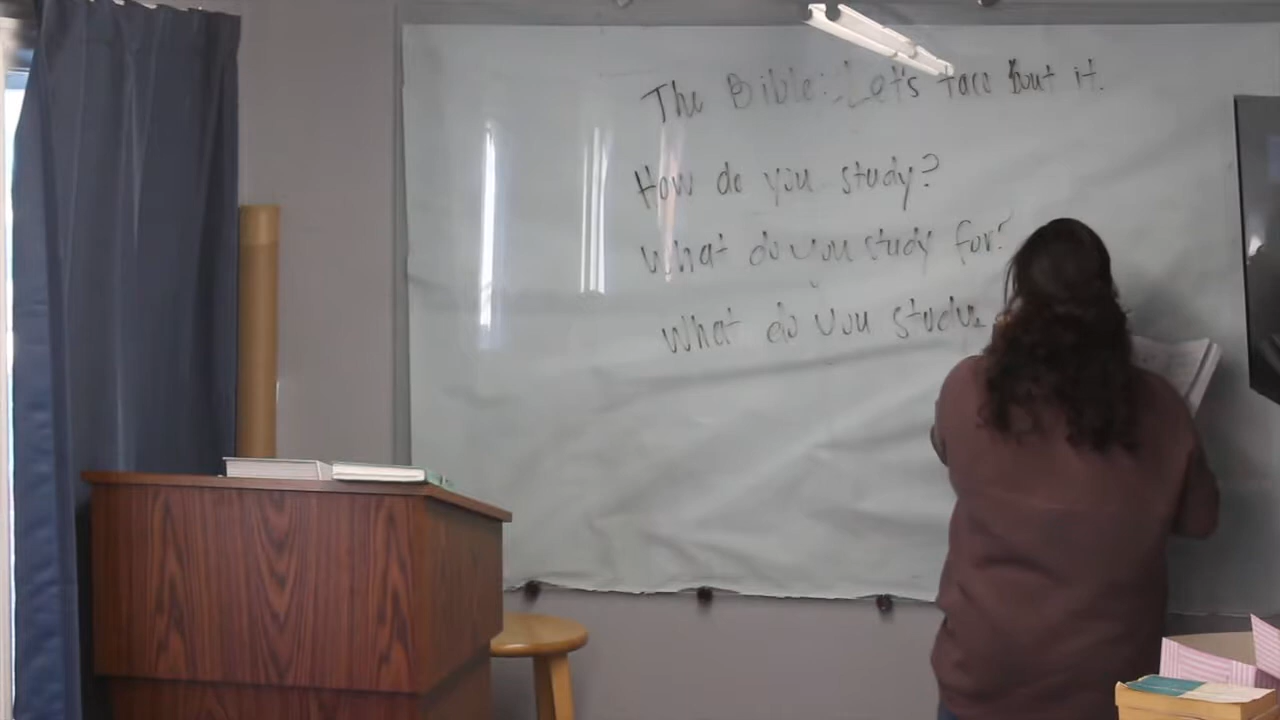 The Bible: Let's face bout it.
How do you study?
What do you study for?
What do you study